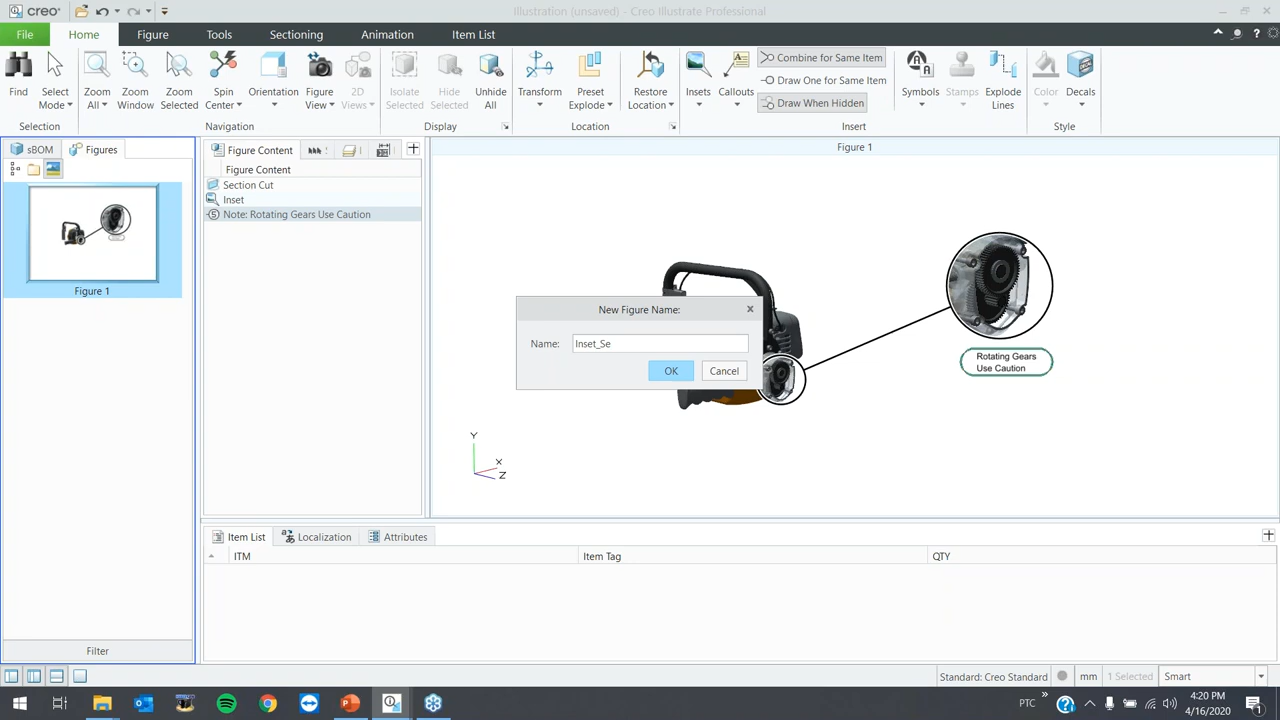 creo
Illustration (unsaved) - Creo Illustrate Professional
File
Home
Figure
Tools
Sectioning
Animation
Item List
Find
Select
Mode
Zoom
All
Zoom
Window
Zoom
Selected
Spin
Center
Orientation
Figure
View
2D
Views
Isolate
Selected
Hide
Selected
Unhide
All
Transform
Preset
Explode
Restore
Location
Insets
Callouts
Combine for Same Item
Draw One for Same Item
Draw When Hidden
Symbols
Stamps
Explode
Lines
Color
Decals
Selection
Navigation
Display
Location
Insert
Style
sBOM
Figures
Figure Content
Figure 1
Figure Content
Section Cut
Inset
Note: Rotating Gears Use Caution
Figure 1
New Figure Name:
Name:
Inset_Se
OK
Cancel
Rotating Gears
Use Caution
Y
X
Z
Item List
Localization
Attributes
ITM
Item Tag
QTY
Filter
Standard: Creo Standard
mm
1 Selected
Smart
PTC
4:20 PM
4/16/2020